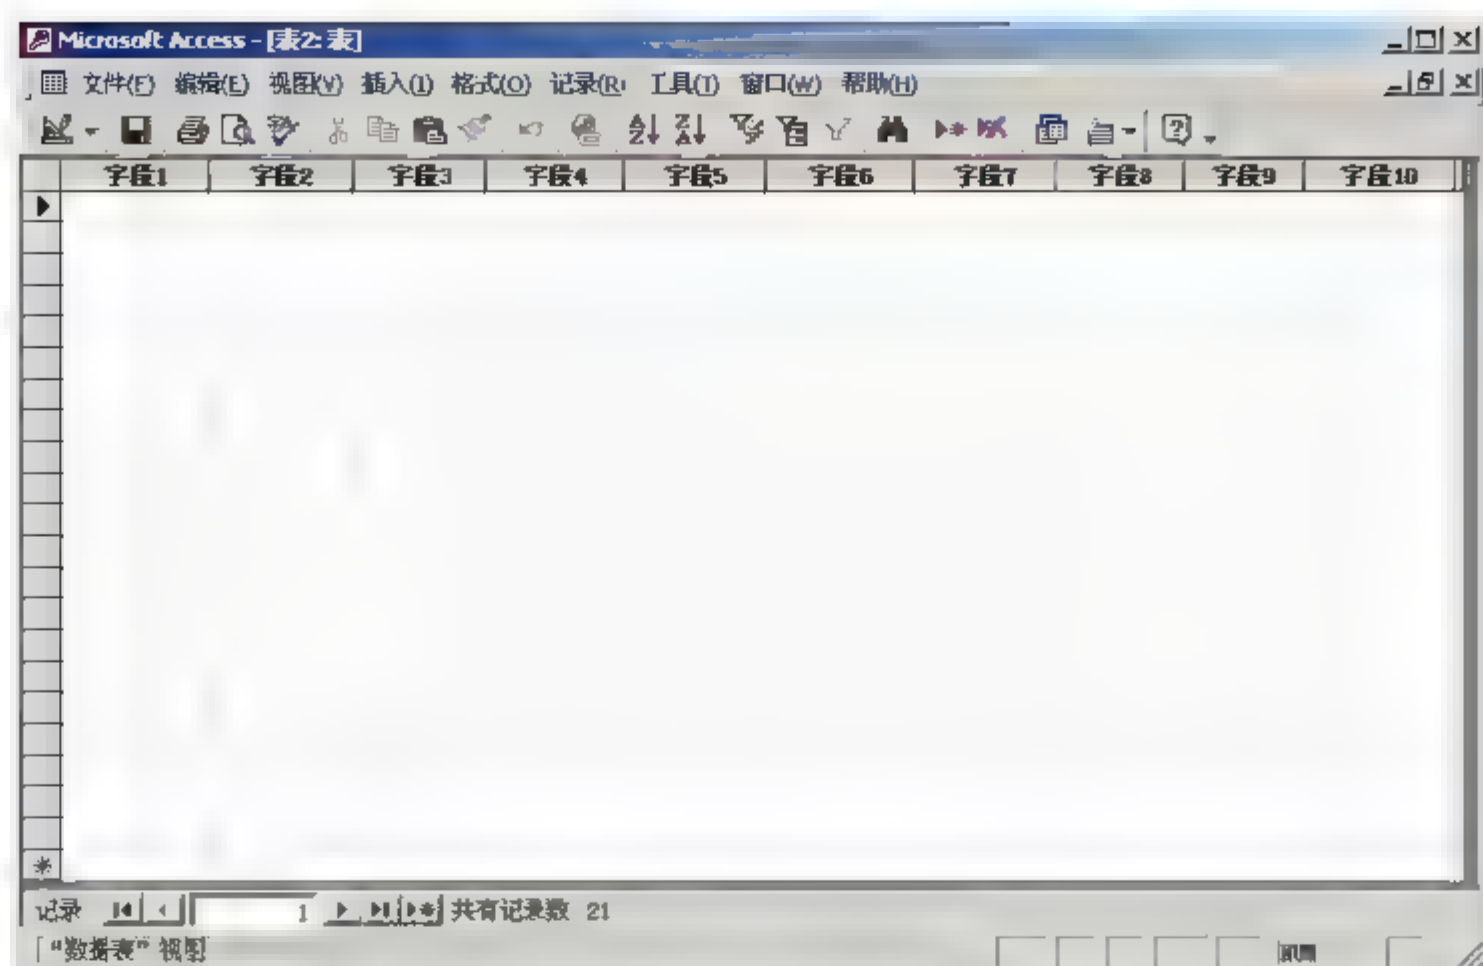 Microsoft Access - [表2: 表]
文件(F) 编辑(E) 视图(V) 插入(I) 格式(O) 记录(R) 工具(T) 窗口(W) 帮助(H)
字段1 字段2 字段3 字段4 字段5 字段6 字段7 字段8 字段9 字段10
记录 1 共有记录数 21
“数据表” 视图